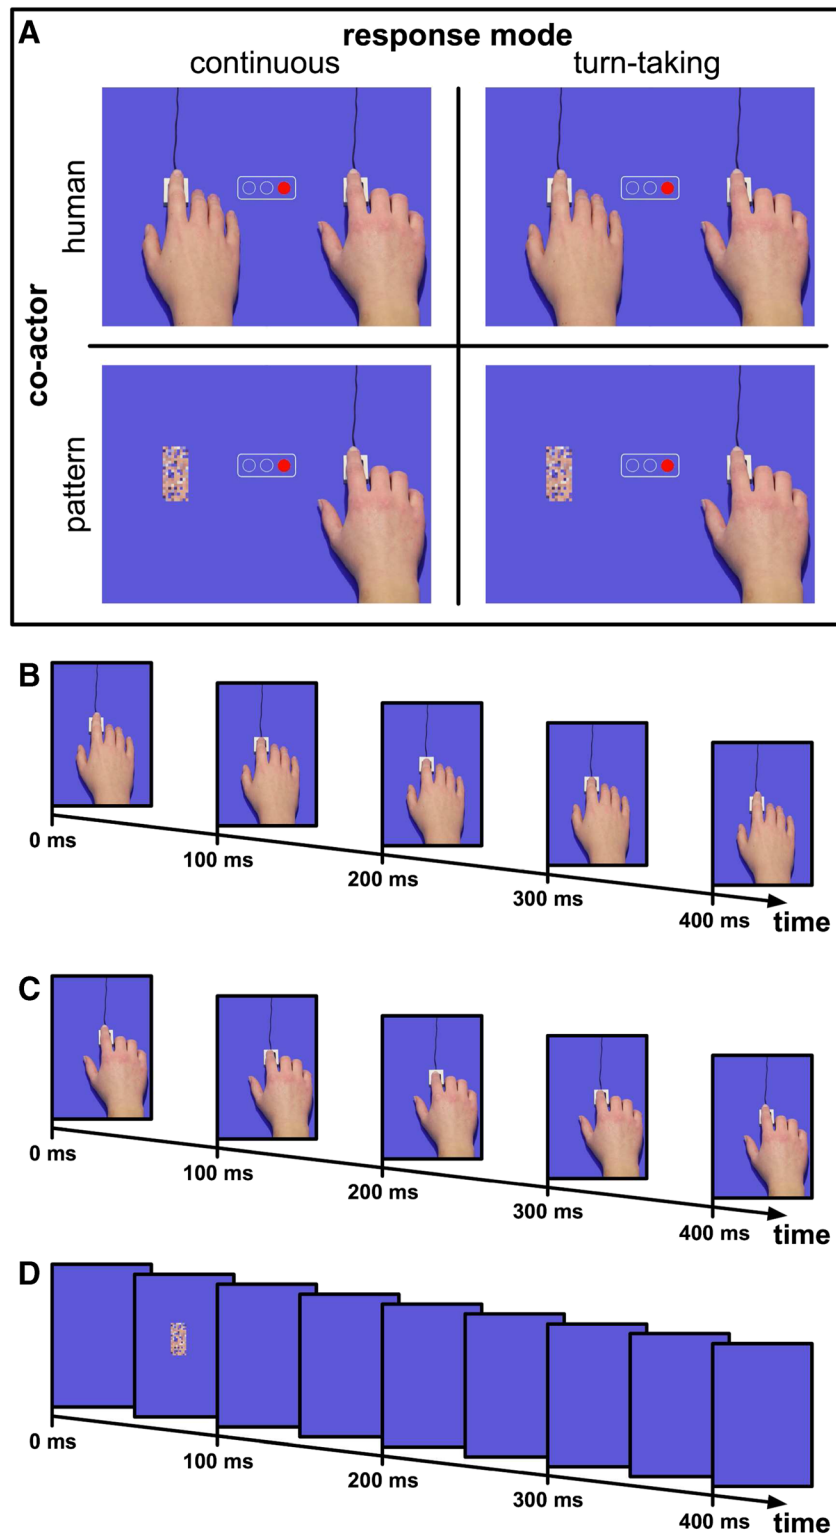 A
response mode
continuous turn-taking
co-actor
human
pattern
B
0 ms
100 ms
200 ms
300 ms
400 ms
time
C
0 ms
100 ms
200 ms
300 ms
400 ms
time
D
0 ms
100 ms
200 ms
300 ms
400 ms
time